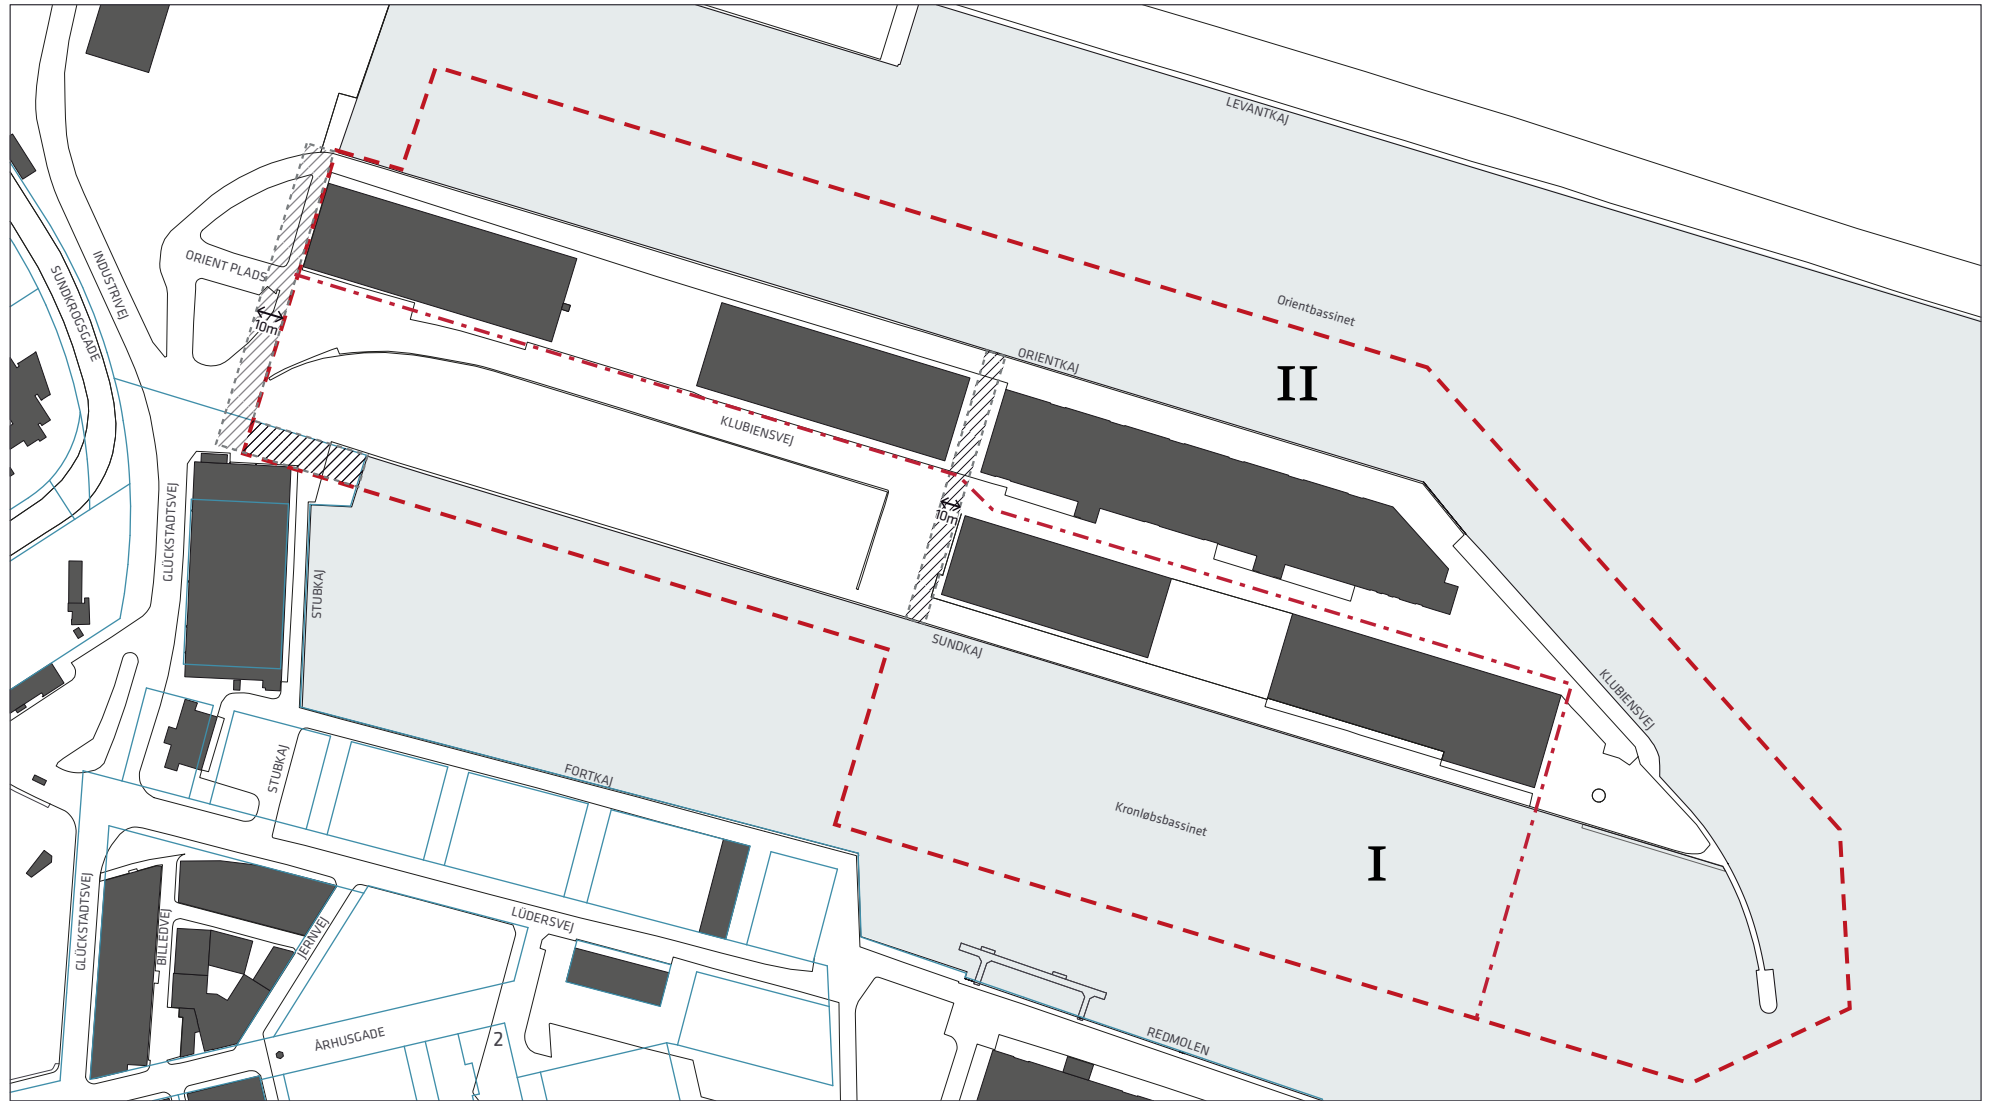 LEVANTKAJ
ORIENT PLADS
INDUSTRIVEJ
SUNDKROGSGADE
10m
Orientbassinet
ORIENTKAJ
II
KLUBIENSVEJ
GLÜCKSTADTSVEJ
10m
STUBKAJ
SUNDKAJ
KLUBIENSVEJ
STUBKAJ
FORTKAJ
Kronløbsbassinet
I
GLÜCKSTADTSVEJ
BILLEDVEJ
JERNVEJ
LÜDERSVEJ
ÅRHUSGADE
2
REDMOLEN